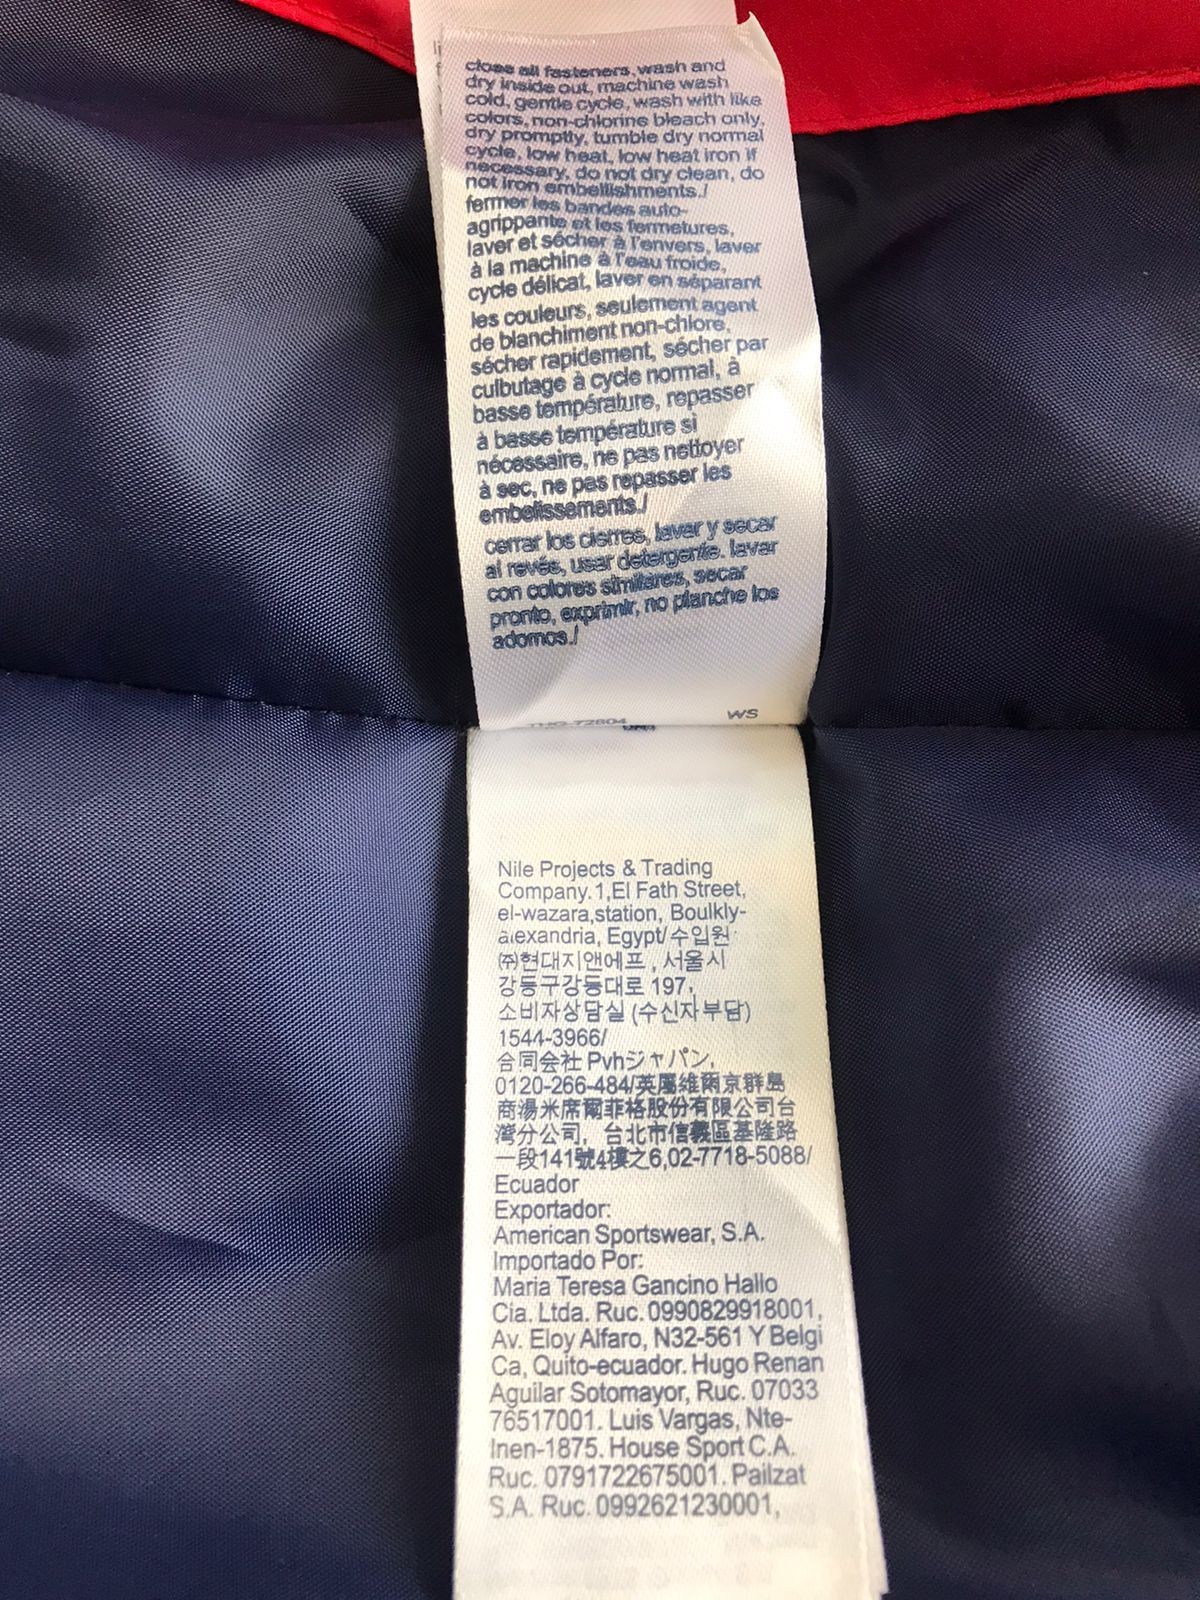 close all fasteners, wash and
dry inside out, machine wash
cold, gentle cycle, wash with like
colors, non-chlorine bleach only,
dry promptly, tumble dry normal
cycle, low heat, low heat iron if
necessary, do not dry clean, do
not iron embellishments./
fermer les bandes auto-
agrippante et les fermetures,
laver et sécher à l'envers, laver
à la machine à l'eau froide,
cycle délicat, laver en séparant
les couleurs, seulement agent
de blanchiment non-chlore,
sécher rapidement, sécher par
culbutage à cycle normal, à
basse température, repasser
à basse température si
nécessaire, ne pas nettoyer
à sec, ne pas repasser les
embellissements./
cerrar los cierres, lavar y secar
al revés, usar detergente. lavar
con colores similares, secar
pronto, exprimir, no planche los
adornos./
WS
Nile Projects & Trading
Company.1,El Fath Street,
el-wazara,station, Boulkly-
alexandria, Egypt/수입원:
㈜현대지앤에프, 서울시
강동구강동대로 197,
소비자상담실 (수신자부담)
1544-3966/
合同会社 Pvhジャパン,
0120-266-484/英屬維爾京群島
商湯米席爾菲格股份有限公司台
灣分公司, 台北市信義區基隆路
一段141號4樓之6,02-7718-5088/
Ecuador
Exportador:
American Sportswear, S.A.
Importado Por:
Maria Teresa Gancino Hallo
Cia. Ltda. Ruc. 0990829918001,
Av. Eloy Alfaro, N32-561 Y Belgi
Ca, Quito-ecuador. Hugo Renan
Aguilar Sotomayor, Ruc. 07033
76517001. Luis Vargas, Nte-
Inen-1875. House Sport C.A.
Ruc. 0791722675001. Pailzat
S.A. Ruc. 0992621230001,